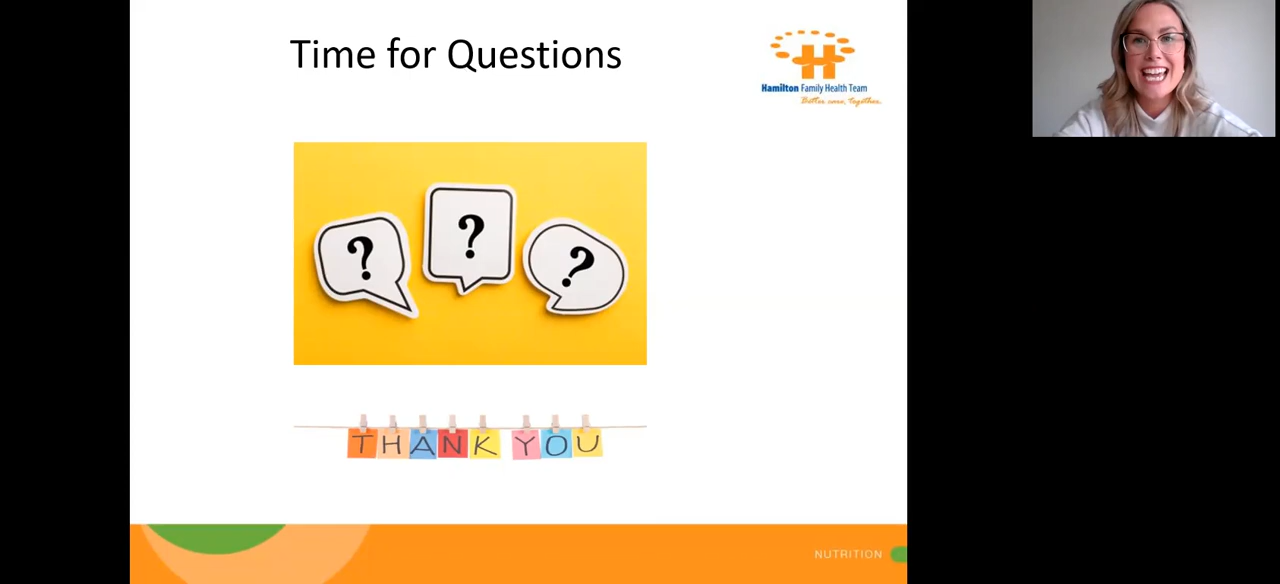 Time for Questions
Hamilton Family Health Team
Better care, together.
? ? ?
THANK YOU
NUTRITION